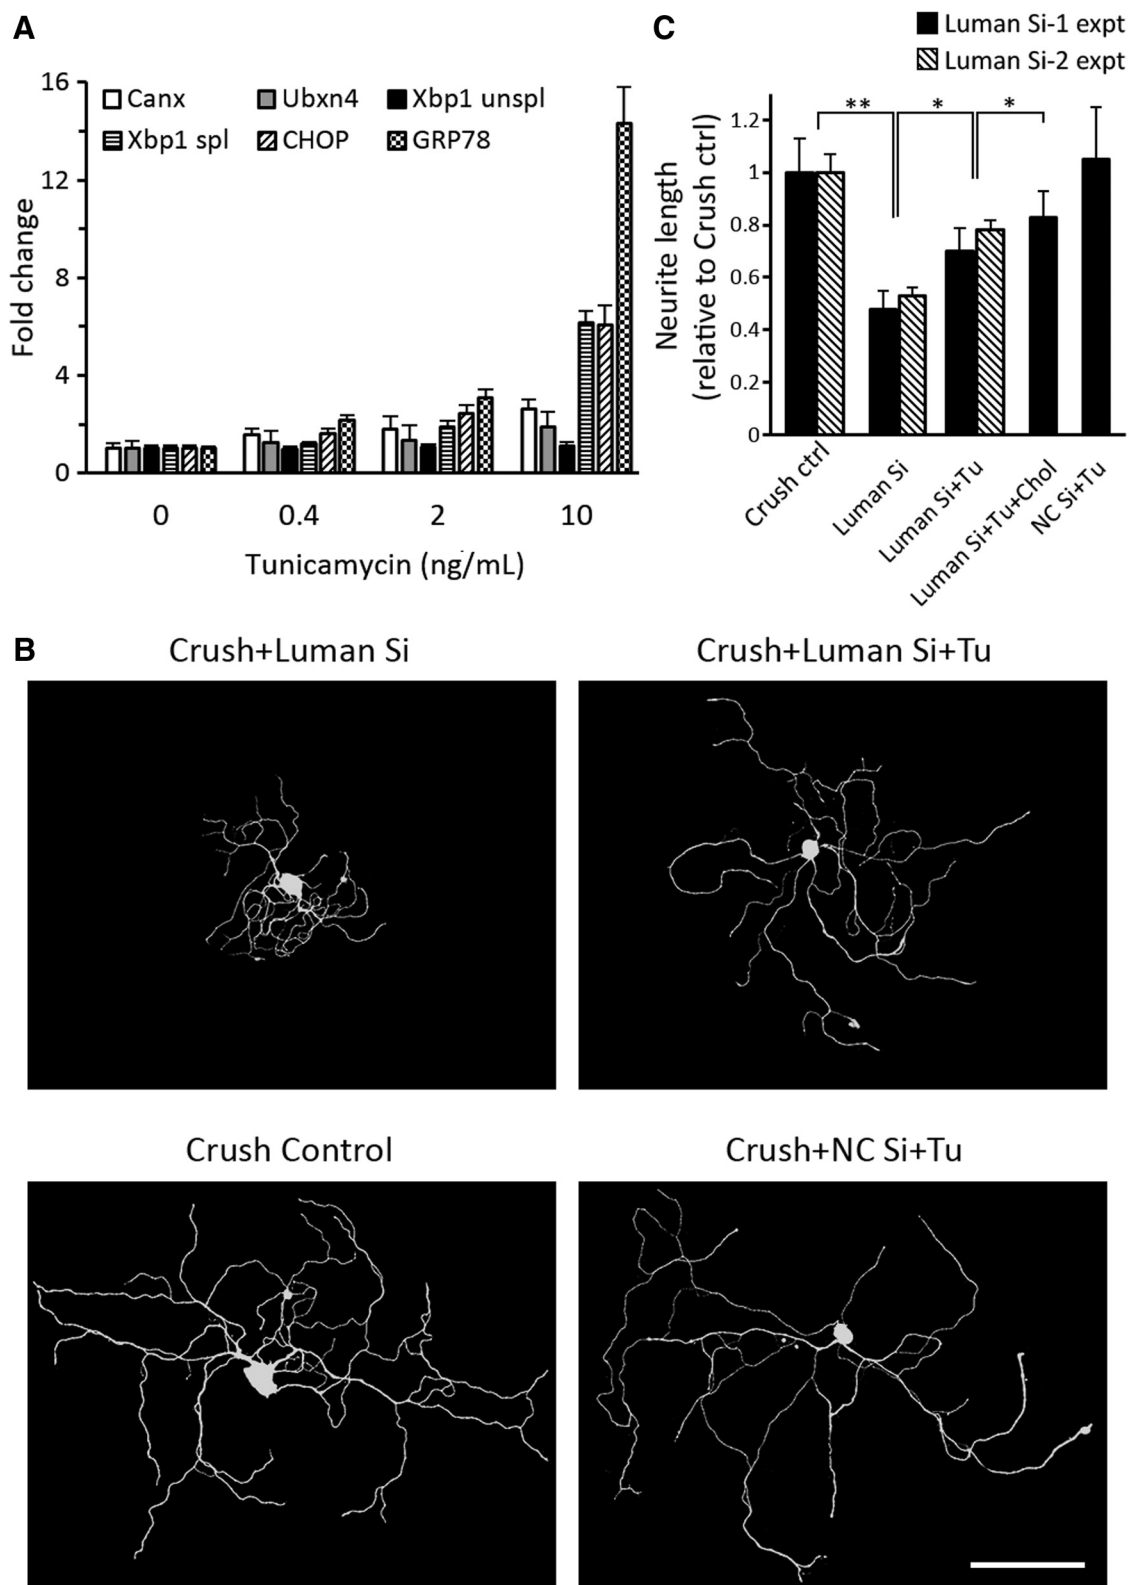 A
16
12
8
4
0
Fold change
Canx
Ubxn4
Xbp1 unspl
Xbp1 spl
CHOP
GRP78
0
0.4
2
10
Tunicamycin (ng/mL)
C
Luman Si-1 expt
Luman Si-2 expt
Neurite length
(relative to Crush ctrl)
1.2
1
0.8
0.6
0.4
0.2
0
**
*
*
Crush ctrl
Luman Si
Luman Si+Tu
Luman Si+Tu+Chol
NC Si+Tu
B
Crush+Luman Si
Crush+Luman Si+Tu
Crush Control
Crush+NC Si+Tu